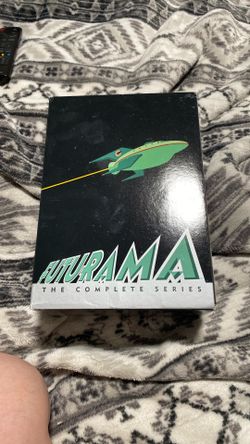 FUTURAMA
THE COMPLETE SERIES